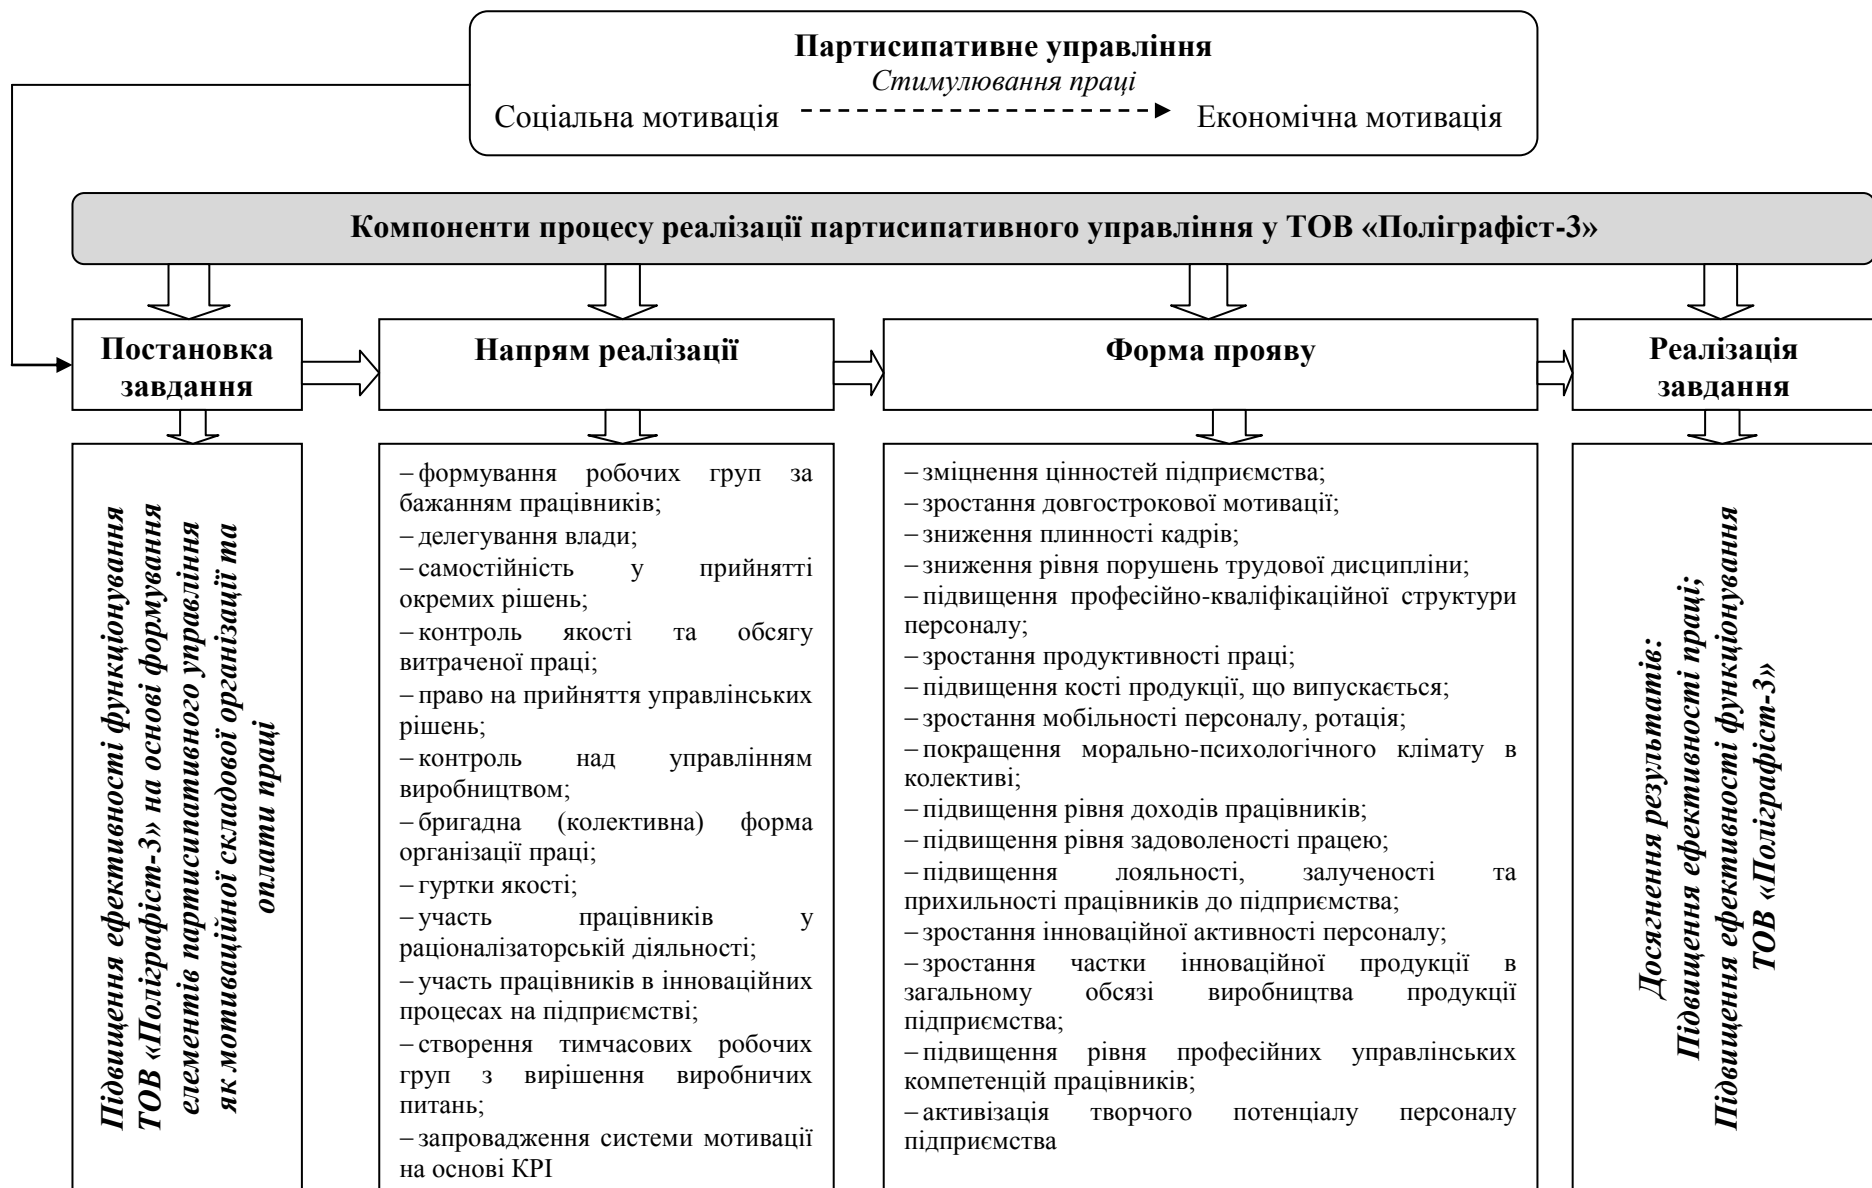 Партисипативне управління
Стимулювання праці
Соціальна мотивація Економічна мотивація
Компоненти процесу реалізації партисипативного управління у ТОВ «Поліграфіст-3»
Постановка
завдання
Напрям реалізації
Форма прояву
Реалізація
завдання
Підвищення ефективності функціонування
ТОВ «Поліграфіст-3» на основі формування
елементів партисипативного управління
як мотиваційної складової організації та
оплати праці
– формування робочих груп за
бажанням працівників;
– делегування влади;
– самостійність у прийнятті
окремих рішень;
– контроль якості та обсягу
витраченої праці;
– право на прийняття управлінських
рішень;
– контроль над управлінням
виробництвом;
– бригадна (колективна) форма
організації праці;
– гуртки якості;
– участь працівників у
раціоналізаторській діяльності;
– участь працівників в інноваційних
процесах на підприємстві;
– створення тимчасових робочих
груп з вирішення виробничих
питань;
– запровадження системи мотивації
на основі КРІ
– зміцнення цінностей підприємства;
– зростання довгострокової мотивації;
– зниження плинності кадрів;
– зниження рівня порушень трудової дисципліни;
– підвищення професійно-кваліфікаційної структури
персоналу;
– зростання продуктивності праці;
– підвищення кості продукції, що випускається;
– зростання мобільності персоналу, ротація;
– покращення морально-психологічного клімату в
колективі;
– підвищення рівня доходів працівників;
– підвищення рівня задоволеності працею;
– підвищення лояльності, залученості та
прихильності працівників до підприємства;
– зростання інноваційної активності персоналу;
– зростання частки інноваційної продукції в
загальному обсязі виробництва продукції
підприємства;
– підвищення рівня професійних управлінських
компетенцій працівників;
– активізація творчого потенціалу персоналу
підприємства
Досягнення результатів:
Підвищення ефективності праці;
Підвищення ефективності функціонування
ТОВ «Поліграфіст-3»